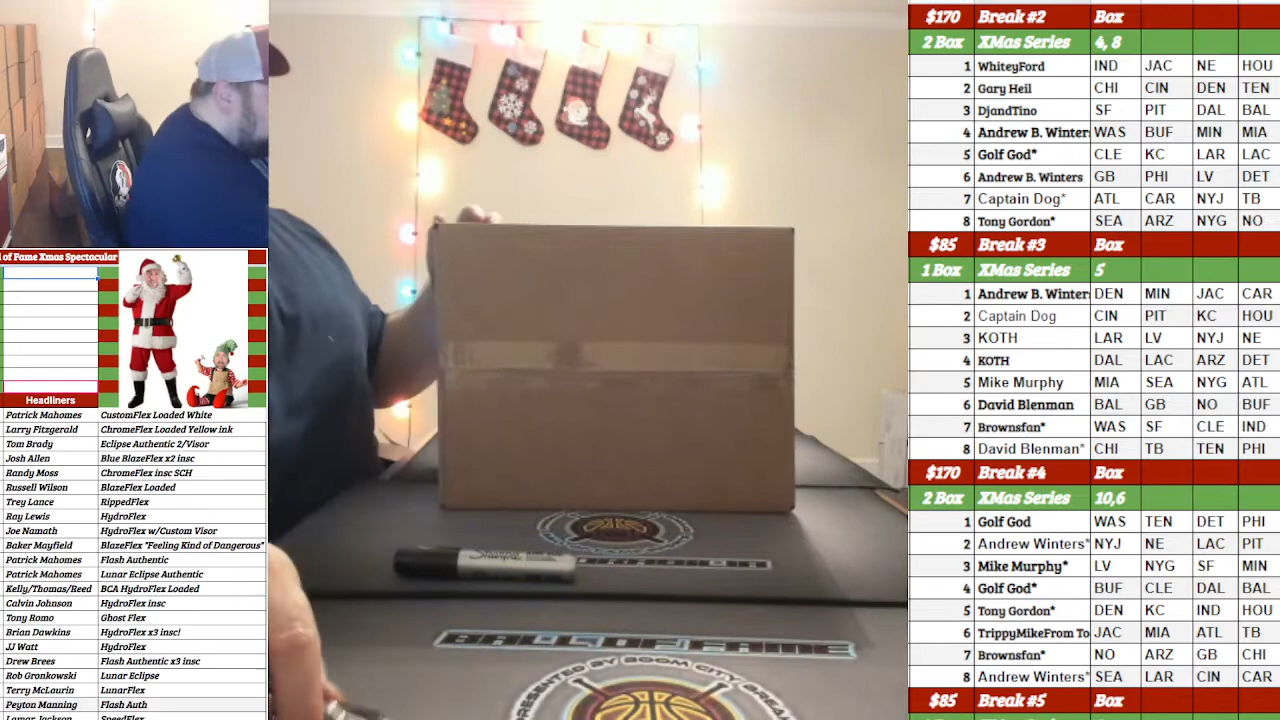 of Fame Xmas Spectacular
Headliners
Patrick Mahomes CustomFlex Loaded White
Larry Fitzgerald ChromeFlex Loaded Yellow ink
Tom Brady Eclipse Authentic 2/Visor
Josh Allen Blue BlazeFlex x2 insc
Randy Moss ChromeFlex insc SCH
Russell Wilson BlazeFlex Loaded
Trey Lance RippedFlex
Ray Lewis HydroFlex
Joe Namath HydroFlex w/Custom Visor
Baker Mayfield BlazeFlex "Feeling Kind of Dangerous"
Patrick Mahomes Flash Authentic
Patrick Mahomes Lunar Eclipse Authentic
Kelly/Thomas/Reed BCA HydroFlex Loaded
Calvin Johnson HydroFlex insc
Tony Romo Ghost Flex
Brian Dawkins HydroFlex x3 insc!
JJ Watt HydroFlex
Drew Brees Flash Authentic x3 insc
Rob Gronkowski Lunar Eclipse
Terry McLaurin LunarFlex
Peyton Manning Flash Auth
Lamar Jackson SpeedFlex
Sharpie
PRESENTED BY BOOM CITY BREAK
$170 Break #2 Box
2 Box XMas Series 4, 8
1 WhiteyFord IND JAC NE HOU
2 Gary Heil CHI CIN DEN TEN
3 DjandTino SF PIT DAL BAL
4 Andrew B. Winters WAS BUF MIN MIA
5 Golf God* CLE KC LAR LAC
6 Andrew B. Winters GB PHI LV DET
7 Captain Dog* ATL CAR NYJ TB
8 Tony Gordon* SEA ARZ NYG NO
$85 Break #3 Box
1 Box XMas Series 5
1 Andrew B. Winters DEN MIN JAC CAR
2 Captain Dog CIN PIT KC HOU
3 KOTH LAR LV NYJ NE
4 KOTH DAL LAC ARZ DET
5 Mike Murphy MIA SEA NYG ATL
6 David Blenman BAL GB NO BUF
7 Brownsfan* WAS SF CLE IND
8 David Blenman* CHI TB TEN PHI
$170 Break #4 Box
2 Box XMas Series 10,6
1 Golf God WAS TEN DET PHI
2 Andrew Winters* NYJ NE LAC PIT
3 Mike Murphy* LV NYG SF MIN
4 Golf God* BUF CLE DAL BAL
5 Tony Gordon* DEN KC IND HOU
6 TrippyMikeFrom To JAC MIA ATL TB
7 Brownsfan* NO ARZ GB CHI
8 Andrew Winters* SEA LAR CIN CAR
$85 Break #5 Box